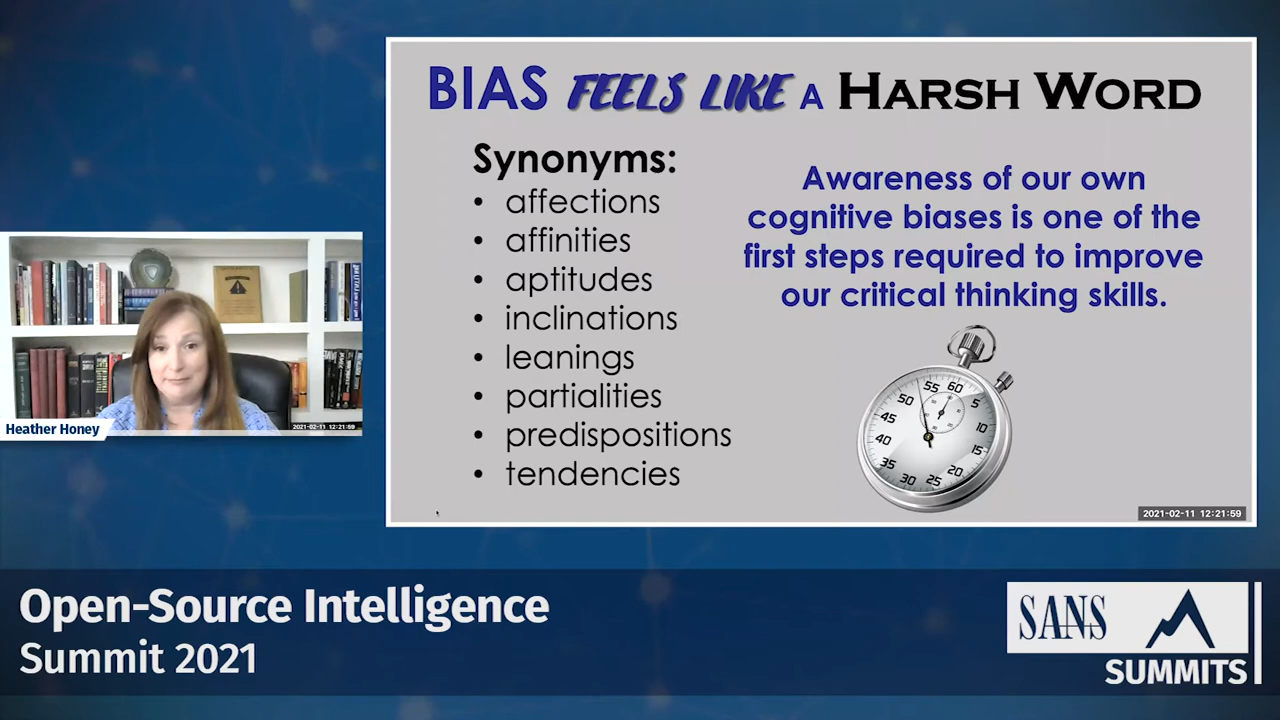 BIAS FEELS LIKE A HARSH WORD
Synonyms:
• affections
• affinities
• aptitudes
• inclinations
• leanings
• partialities
• predispositions
• tendencies
Awareness of our own
cognitive biases is one of the
first steps required to improve
our critical thinking skills.
55 60 5
50 10
45 15
40 20
35 30 25
2021-02-11 12:21:59
Heather Honey
2021-02-11 12:21:59
Open-Source Intelligence
Summit 2021
SANS
SUMMITS